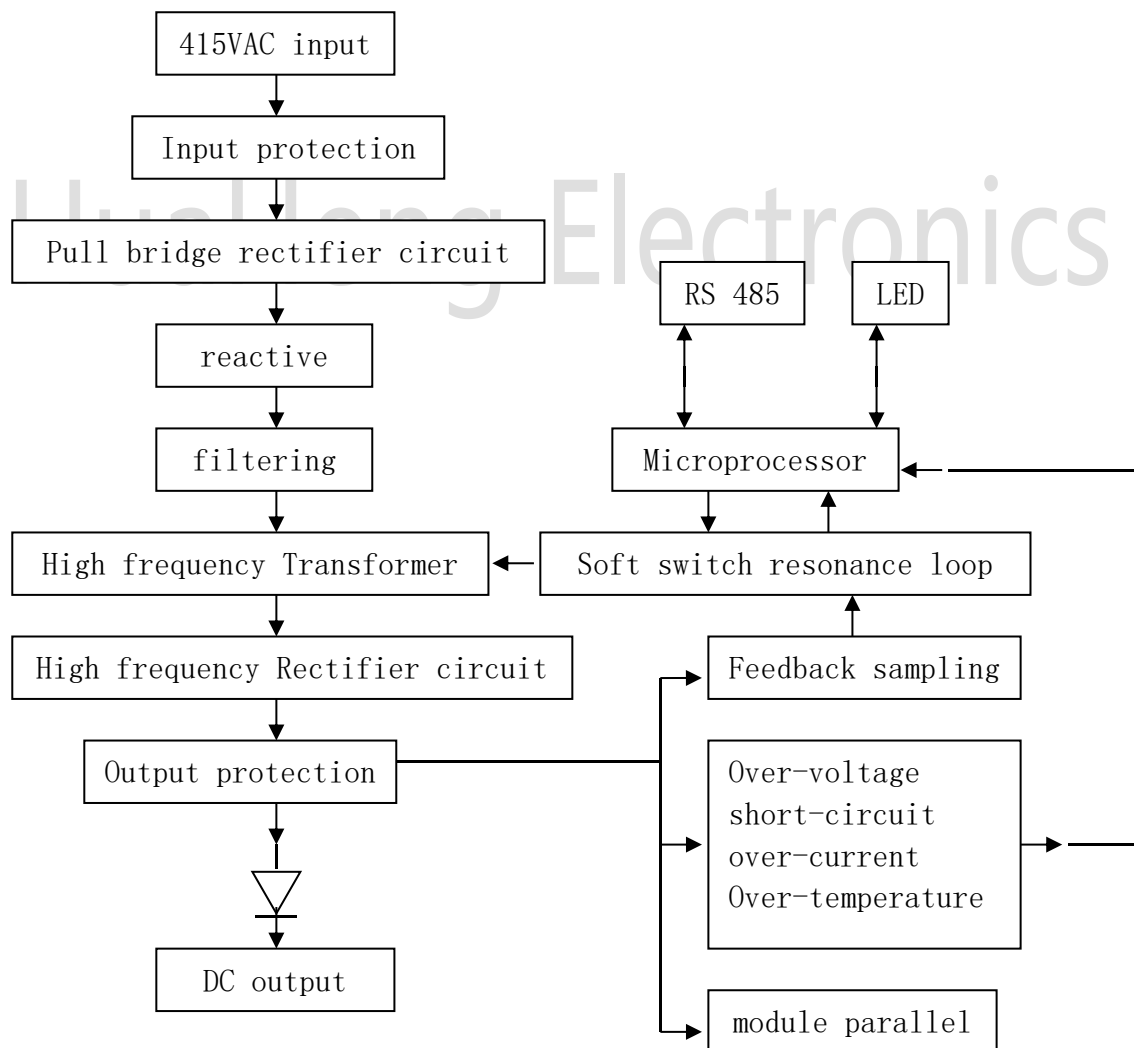 415VAC input
Input protection
HuaHong Electronics
Pull bridge rectifier circuit
RS 485
LED
reactive
filtering
Microprocessor
High frequency Transformer
Soft switch resonance loop
High frequency Rectifier circuit
Feedback sampling
Output protection
Over-voltage
short-circuit
over-current
Over-temperature
DC output
module parallel